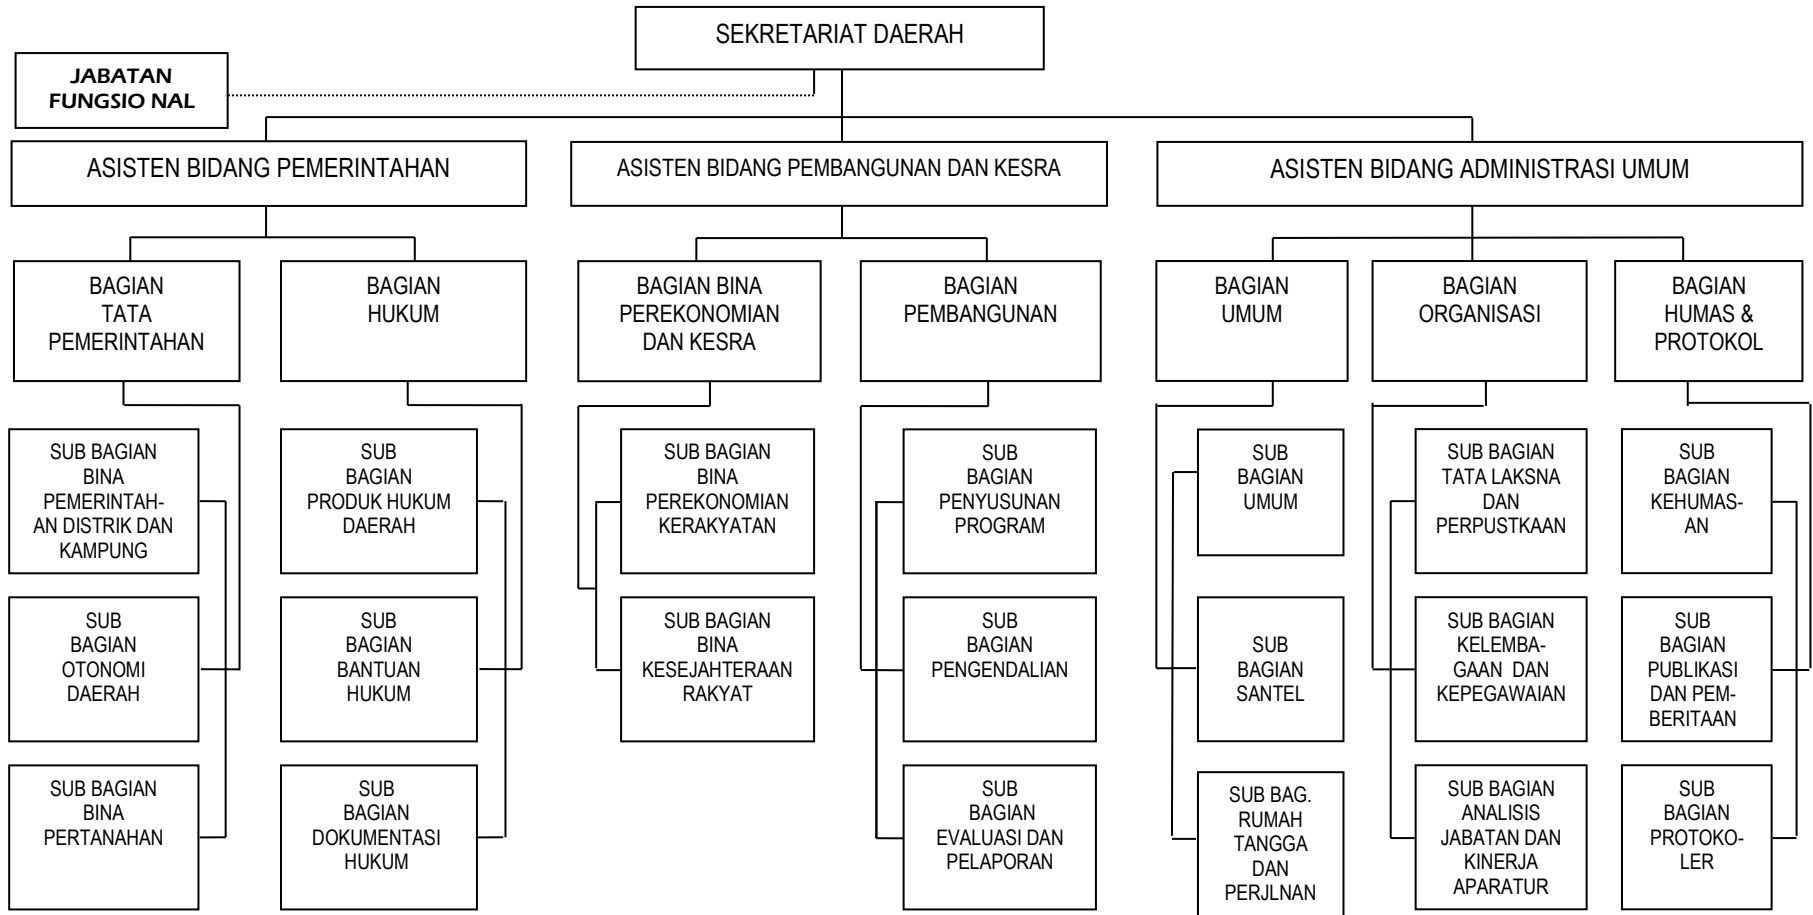 SEKRETARIAT DAERAH
JABATAN
FUNGSIO NAL
ASISTEN BIDANG PEMERINTAHAN
ASISTEN BIDANG PEMBANGUNAN DAN KESRA
ASISTEN BIDANG ADMINISTRASI UMUM
BAGIAN
TATA
PEMERINTAHAN
BAGIAN
HUKUM
BAGIAN BINA
PEREKONOMIAN
DAN KESRA
BAGIAN
PEMBANGUNAN
BAGIAN
UMUM
BAGIAN
ORGANISASI
BAGIAN
HUMAS &
PROTOKOL
SUB BAGIAN
BINA
PEMERINTAH-
AN DISTRIK DAN
KAMPUNG
SUB
BAGIAN
PRODUK HUKUM
DAERAH
SUB BAGIAN
BINA
PEREKONOMIAN
KERAKYATAN
SUB
BAGIAN
PENYUSUNAN
PROGRAM
SUB
BAGIAN
UMUM
SUB BAGIAN
TATA LAKSNA
DAN
PERPUSTKAAN
SUB
BAGIAN
KEHUMAS-
AN
SUB
BAGIAN
OTONOMI
DAERAH
SUB
BAGIAN
BANTUAN
HUKUM
SUB BAGIAN
BINA
KESEJAHTERAAN
RAKYAT
SUB
BAGIAN
PENGENDALIAN
SUB
BAGIAN
SANTEL
SUB BAGIAN
KELEMBA-
GAAN DAN
KEPEGAWAIAN
SUB
BAGIAN
PUBLIKASI
DAN PEM-
BERITAAN
SUB BAGIAN
BINA
PERTANAHAN
SUB
BAGIAN
DOKUMENTASI
HUKUM
SUB
BAGIAN
EVALUASI DAN
PELAPORAN
SUB BAG.
RUMAH
TANGGA
DAN
PERJLNAN
SUB BAGIAN
ANALISIS
JABATAN DAN
KINERJA
APARATUR
SUB
BAGIAN
PROTOKO-
LER